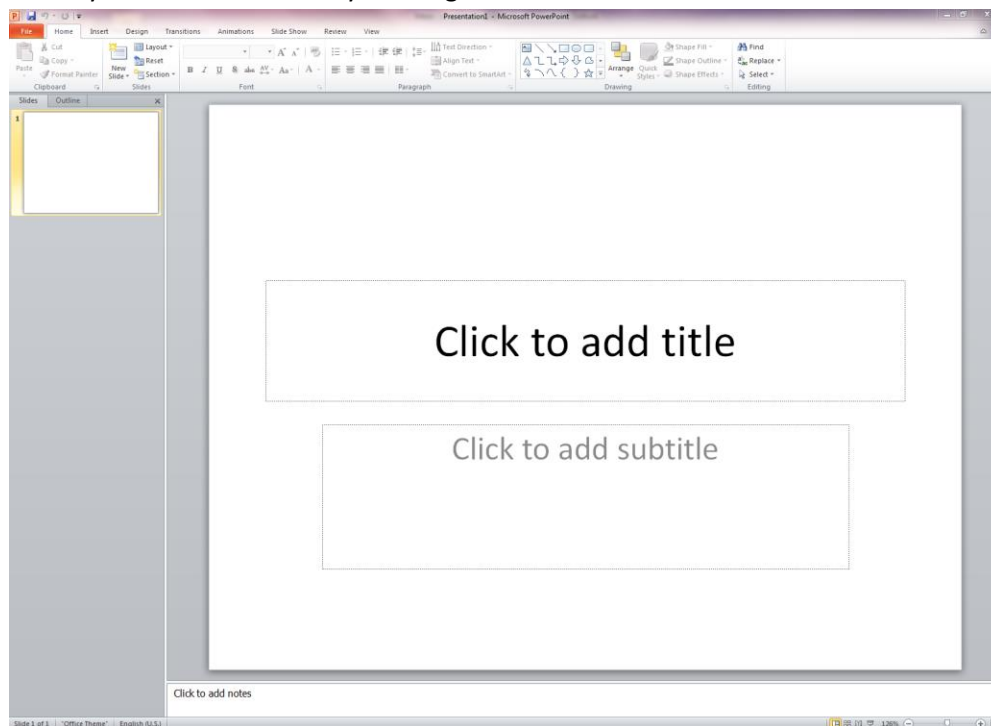 Presentation1 - Microsoft PowerPoint
File Home Insert Design Transitions Animations Slide Show Review View
Paste
Cut
Copy
Format Painter
Clipboard
New Slide
Layout
Reset
Section
Slides
B I U S abc AV Aa A
Font
Text Direction
Align Text
Convert to SmartArt
Paragraph
Arrange
Quick Styles
Shape Fill
Shape Outline
Shape Effects
Drawing
Find
Replace
Select
Editing
Slides Outline
1
Click to add title
Click to add subtitle
Click to add notes
Slide 1 of 1 "Office Theme" English (U.S.) 126%